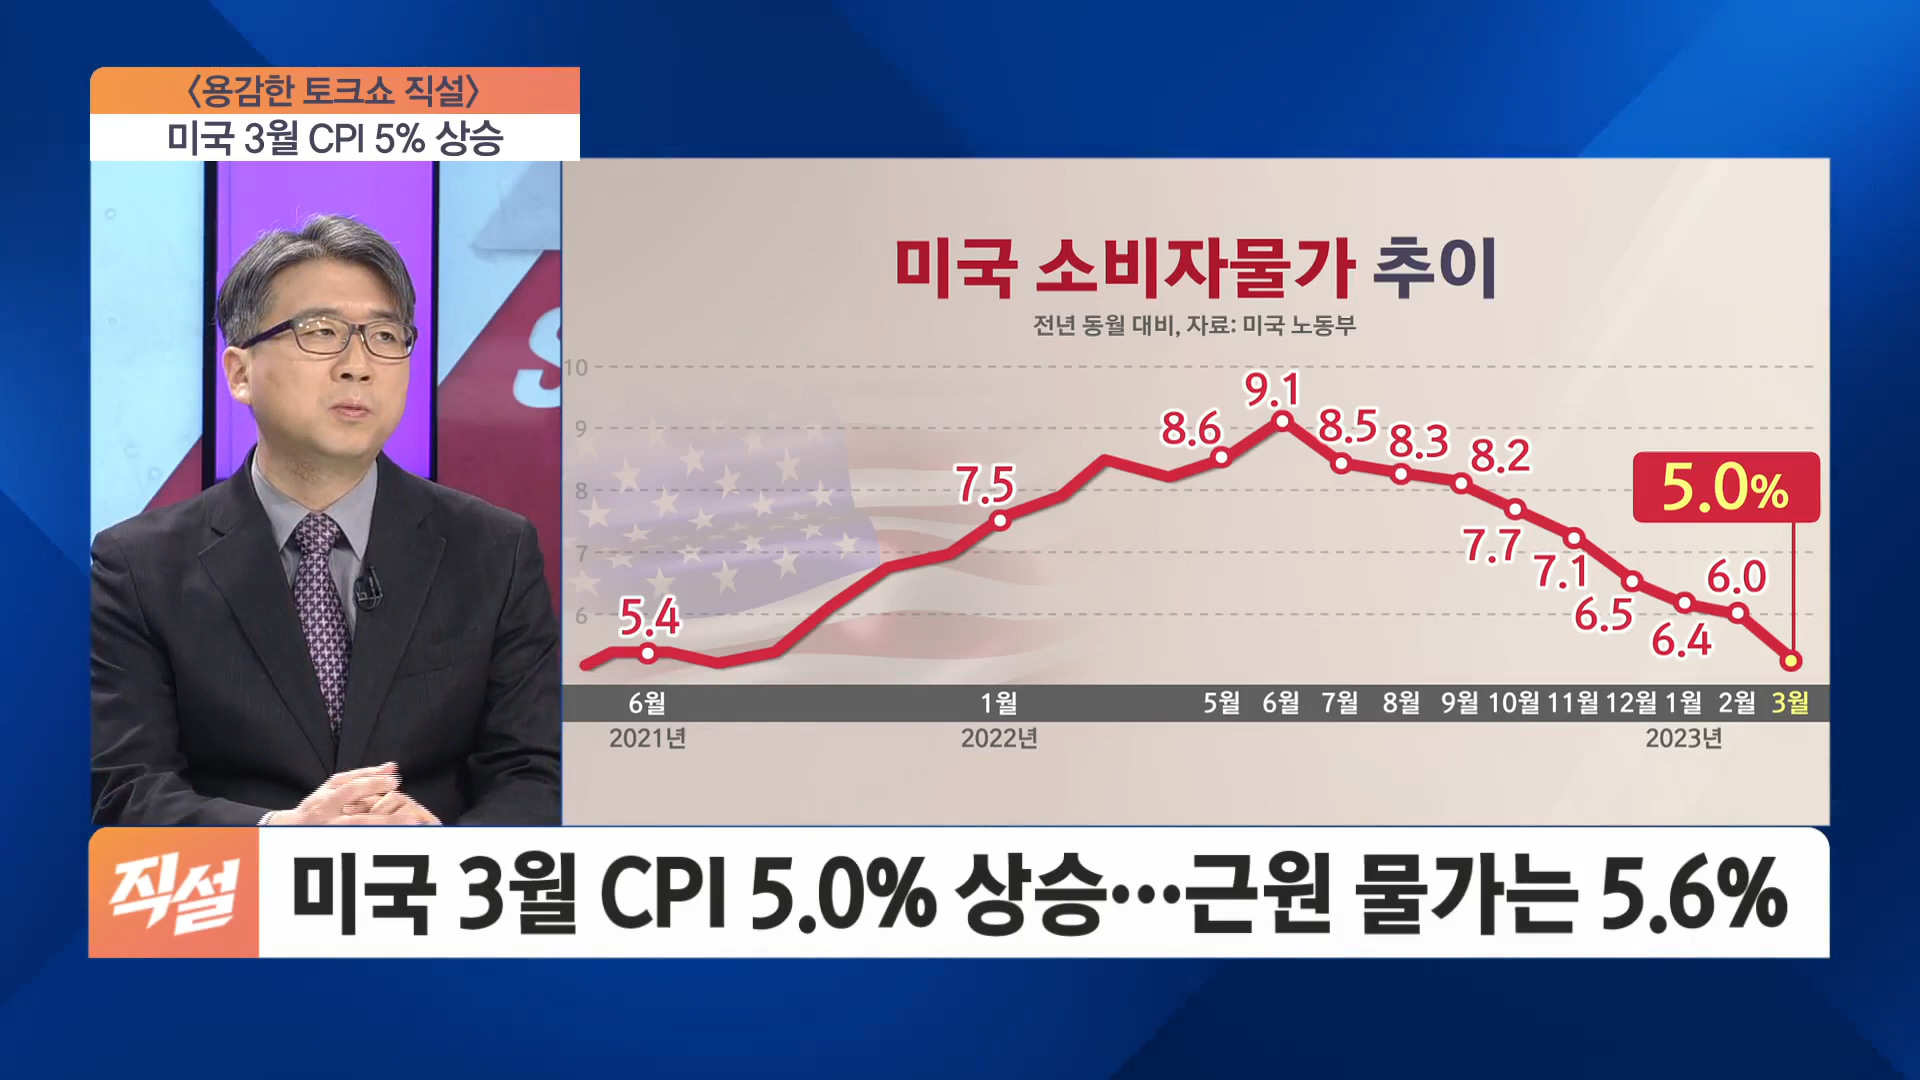 〈용감한 토크쇼 직설〉
미국 3월 CPI 5% 상승
S
미국 소비자물가 추이
전년 동월 대비, 자료: 미국 노동부
10
9
8
7
6
5.4
7.5
8.6
9.1
8.5
8.3
8.2
7.7
7.1
6.5
6.4
6.0
5.0%
6월 1월 5월 6월 7월 8월 9월 10월 11월 12월 1월 2월 3월
2021년 2022년 2023년
직설
미국 3월 CPI 5.0% 상승…근원 물가는 5.6%